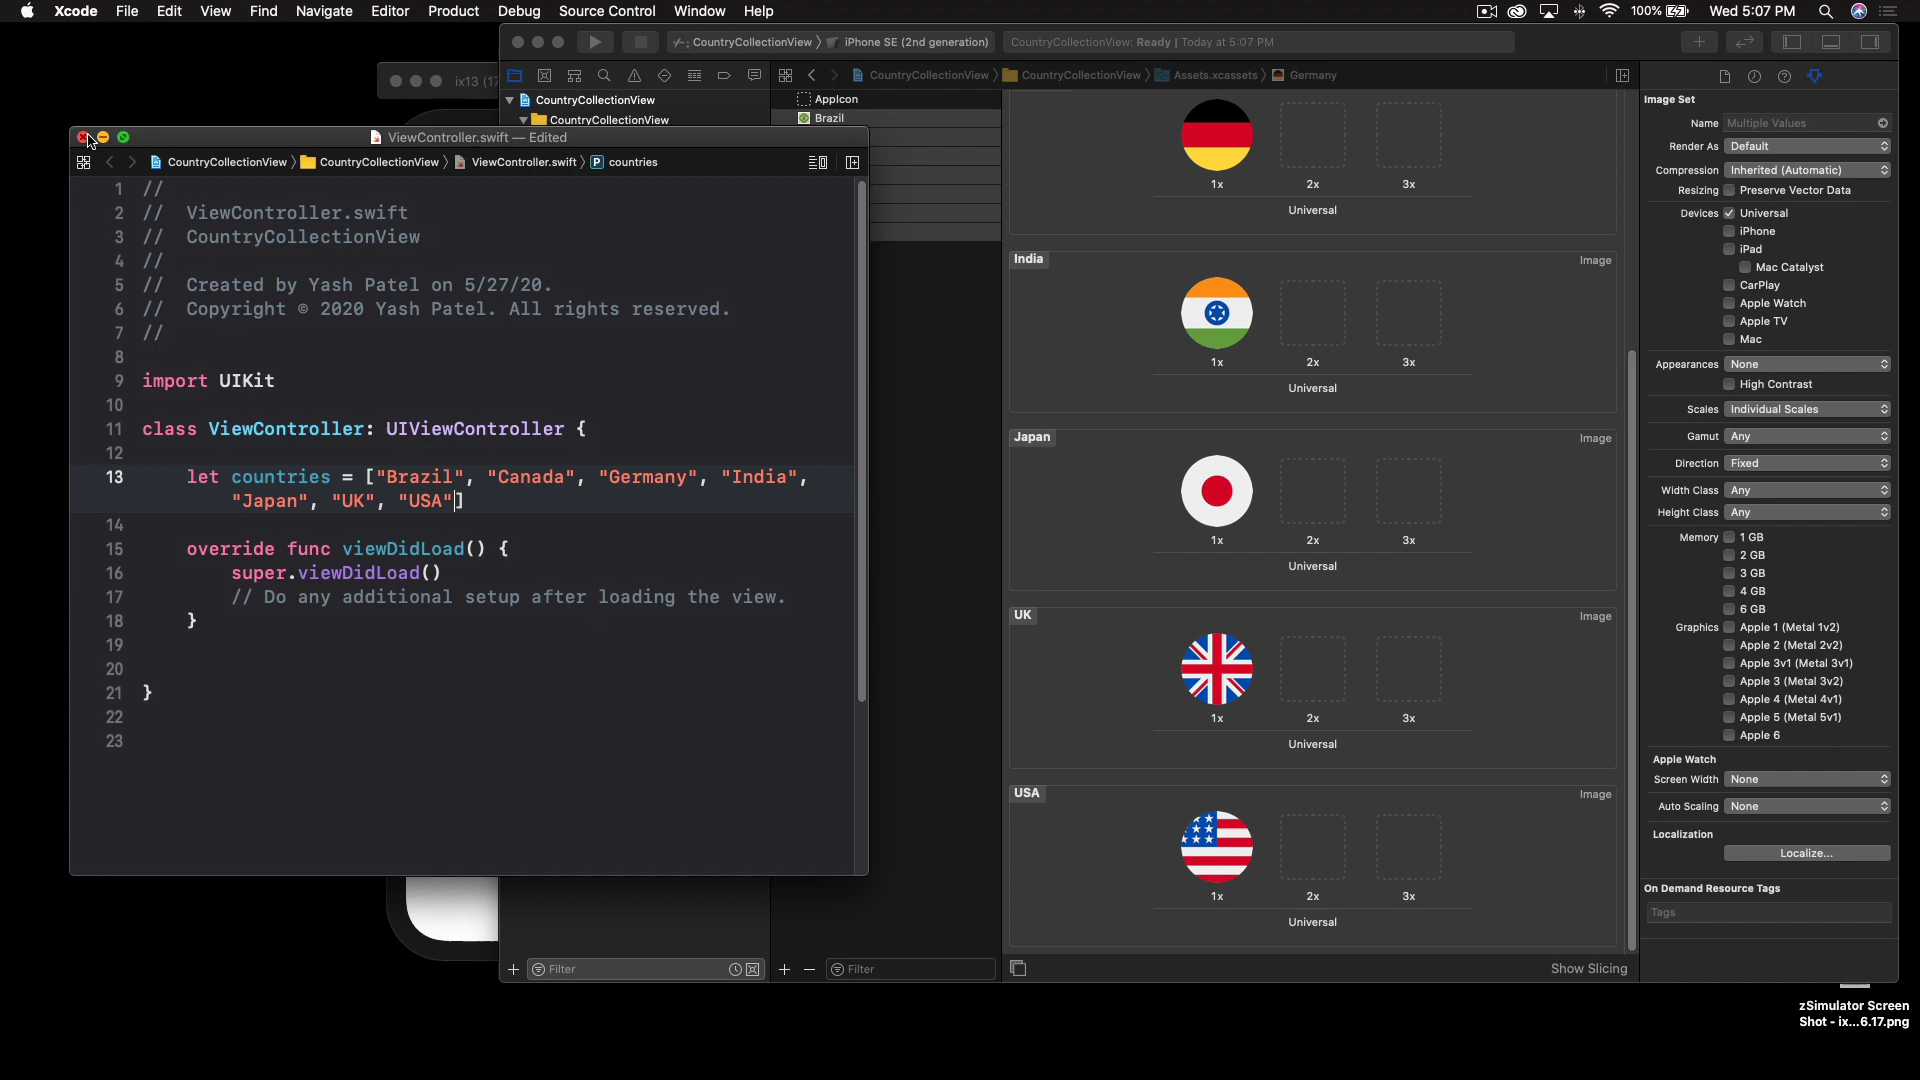 Xcode File Edit View Find Navigate Editor Product Debug Source Control Window Help
100% Wed 5:07 PM
CountryCollectionView 〉 iPhone SE (2nd generation)
CountryCollectionView: Ready | Today at 5:07 PM
ix13 (17
CountryCollectionView 〉 CountryCollectionView 〉 Assets.xcassets 〉 Germany
CountryCollectionView
CountryCollectionView
AppIcon
Brazil
ViewController.swift — Edited
CountryCollectionView 〉 CountryCollectionView 〉 ViewController.swift 〉 P countries
1 //
2 // ViewController.swift
3 // CountryCollectionView
4 //
5 // Created by Yash Patel on 5/27/20.
6 // Copyright © 2020 Yash Patel. All rights reserved.
7 //
8
9 import UIKit
10
11 class ViewController: UIViewController {
12
13 let countries = ["Brazil", "Canada", "Germany", "India",
"Japan", "UK", "USA"]
14
15 override func viewDidLoad() {
16 super.viewDidLoad()
17 // Do any additional setup after loading the view.
18 }
19
20
21 }
22
23
Filter
Filter
1x 2x 3x
Universal
India Image
1x 2x 3x
Universal
Japan Image
1x 2x 3x
Universal
UK Image
1x 2x 3x
Universal
USA Image
1x 2x 3x
Universal
Show Slicing
Image Set
Name Multiple Values
Render As Default
Compression Inherited (Automatic)
Resizing Preserve Vector Data
Devices Universal
iPhone
iPad
Mac Catalyst
CarPlay
Apple Watch
Apple TV
Mac
Appearances None
High Contrast
Scales Individual Scales
Gamut Any
Direction Fixed
Width Class Any
Height Class Any
Memory 1 GB
2 GB
3 GB
4 GB
6 GB
Graphics Apple 1 (Metal 1v2)
Apple 2 (Metal 2v2)
Apple 3v1 (Metal 3v1)
Apple 3 (Metal 3v2)
Apple 4 (Metal 4v1)
Apple 5 (Metal 5v1)
Apple 6
Apple Watch
Screen Width None
Auto Scaling None
Localization
Localize...
On Demand Resource Tags
Tags
zSimulator Screen
Shot - ix...6.17.png